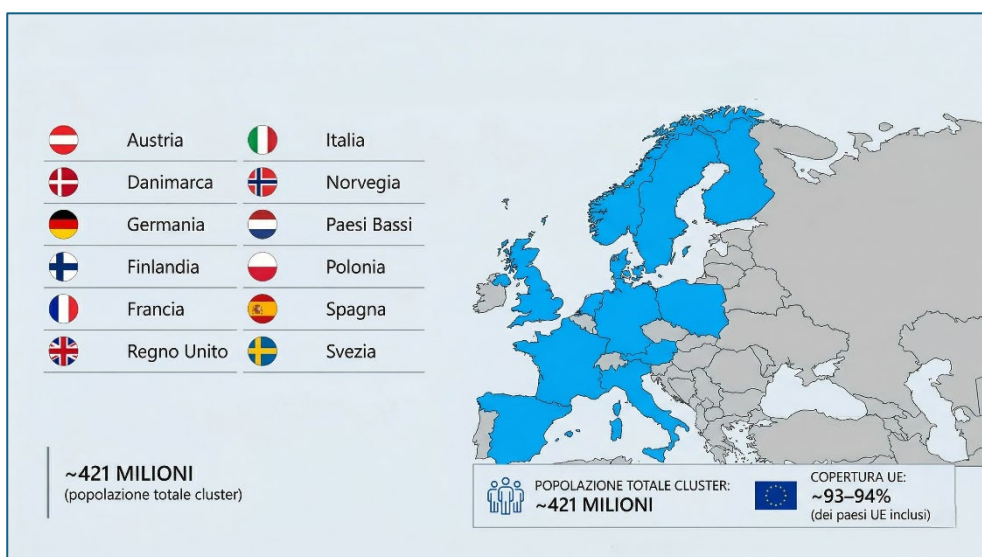 Austria
Italia
Danimarca
Norvegia
Germania
Paesi Bassi
Finlandia
Polonia
Francia
Spagna
Regno Unito
Svezia
~421 MILIONI
(popolazione totale cluster)
POPOLAZIONE TOTALE CLUSTER:
~421 MILIONI
COPERTURA UE:
~93–94%
(dei paesi UE inclusi)